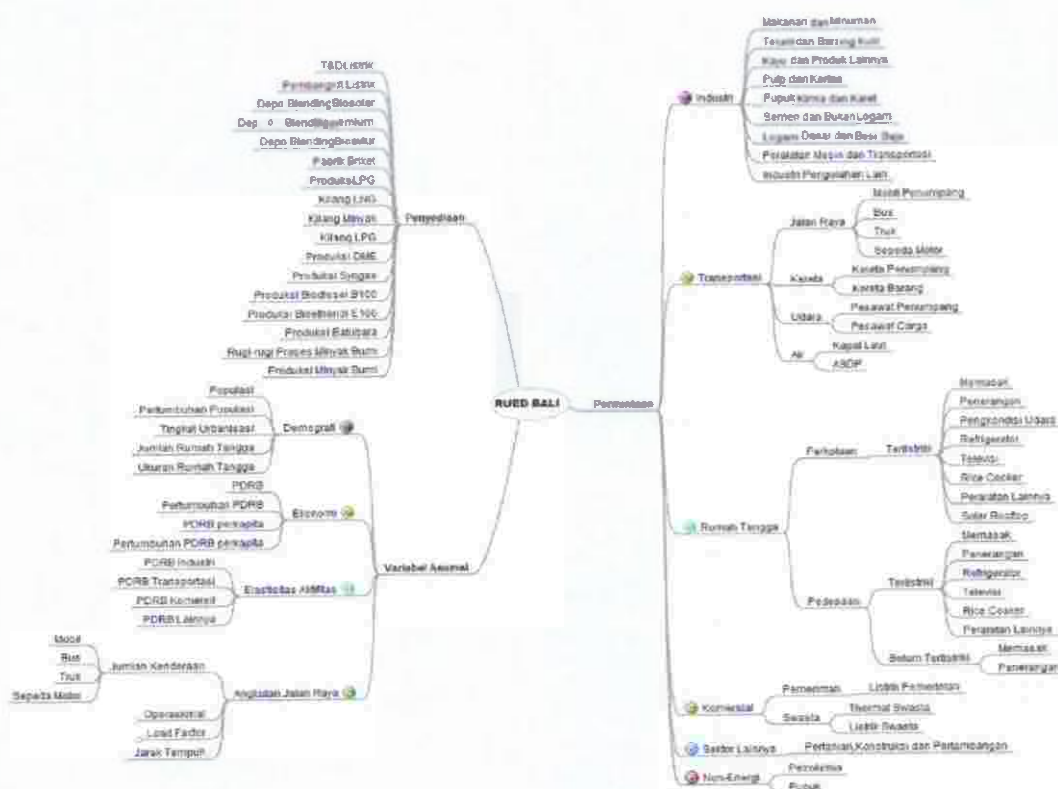 RUED BALI
Penyediaan
T&D Listrik
Pembangkit Listrik
Depo Blending Biosolar
Depo Blending
Depo Blending
Pabrik Briket
Produksi LPG
Kilang LNG
Kilang Minyak
Kilang LPG
Produksi DME
Produksi Syngas
Produksi Biodiesel B100
Produksi Bioethanol E100
Produksi Batubara
Rugi-rugi Proses Minyak Bumi
Produksi Minyak Bumi
Variabel Asumsi
Demografi
Populasi
Pertumbuhan Populasi
Tingkat Urbanisasi
Jumlah Rumah Tangga
Ukuran Rumah Tangga
Ekonomi
PDRB
Pertumbuhan PDRB
PDRB perkapita
Pertumbuhan PDRB perkapita
Elastisitas Aktifitas
PDRB Industri
PDRB Transportasi
PDRB Komersil
PDRB Lainnya
Angkutan Jalan Raya
Jumlah Kendaraan
Mobil
Bus
Truk
Sepeda Motor
Operasional
Load Factor
Jarak Tempuh
Permintaan
Industri
Makanan dan Minuman
Tekstil dan Barang Kulit
Kayu dan Produk Lainnya
Pulp dan Kertas
Pupuk Kimia dan Karet
Semen dan Bukan Logam
Logam Dasar dan Besi Baja
Peralatan Mesin dan Transportasi
Industri Pengolahan Lain
Transportasi
Jalan Raya
Mobil Penumpang
Bus
Truk
Sepeda Motor
Kereta
Kereta Penumpang
Kereta Barang
Udara
Pesawat Penumpang
Pesawat Cargo
Air
Kapal Laut
ASDP
Rumah Tangga
Perkotaan
Terlistriki
Memasak
Penerangan
Pengkondisi Udara
Refrigerator
Televisi
Rice Cooker
Peralatan Lainnya
Solar Rooftop
Pedesaan
Terlistriki
Memasak
Penerangan
Refrigerator
Televisi
Rice Cooker
Peralatan Lainnya
Belum Terlistriki
Memasak
Penerangan
Komersial
Pemerintah
Listrik Pemerintah
Swasta
Thermal Swasta
Listrik Swasta
Sektor Lainnya
Pertanian,Konstruksi dan Pertambangan
Non-Energi
Petrokimia
Pupuk